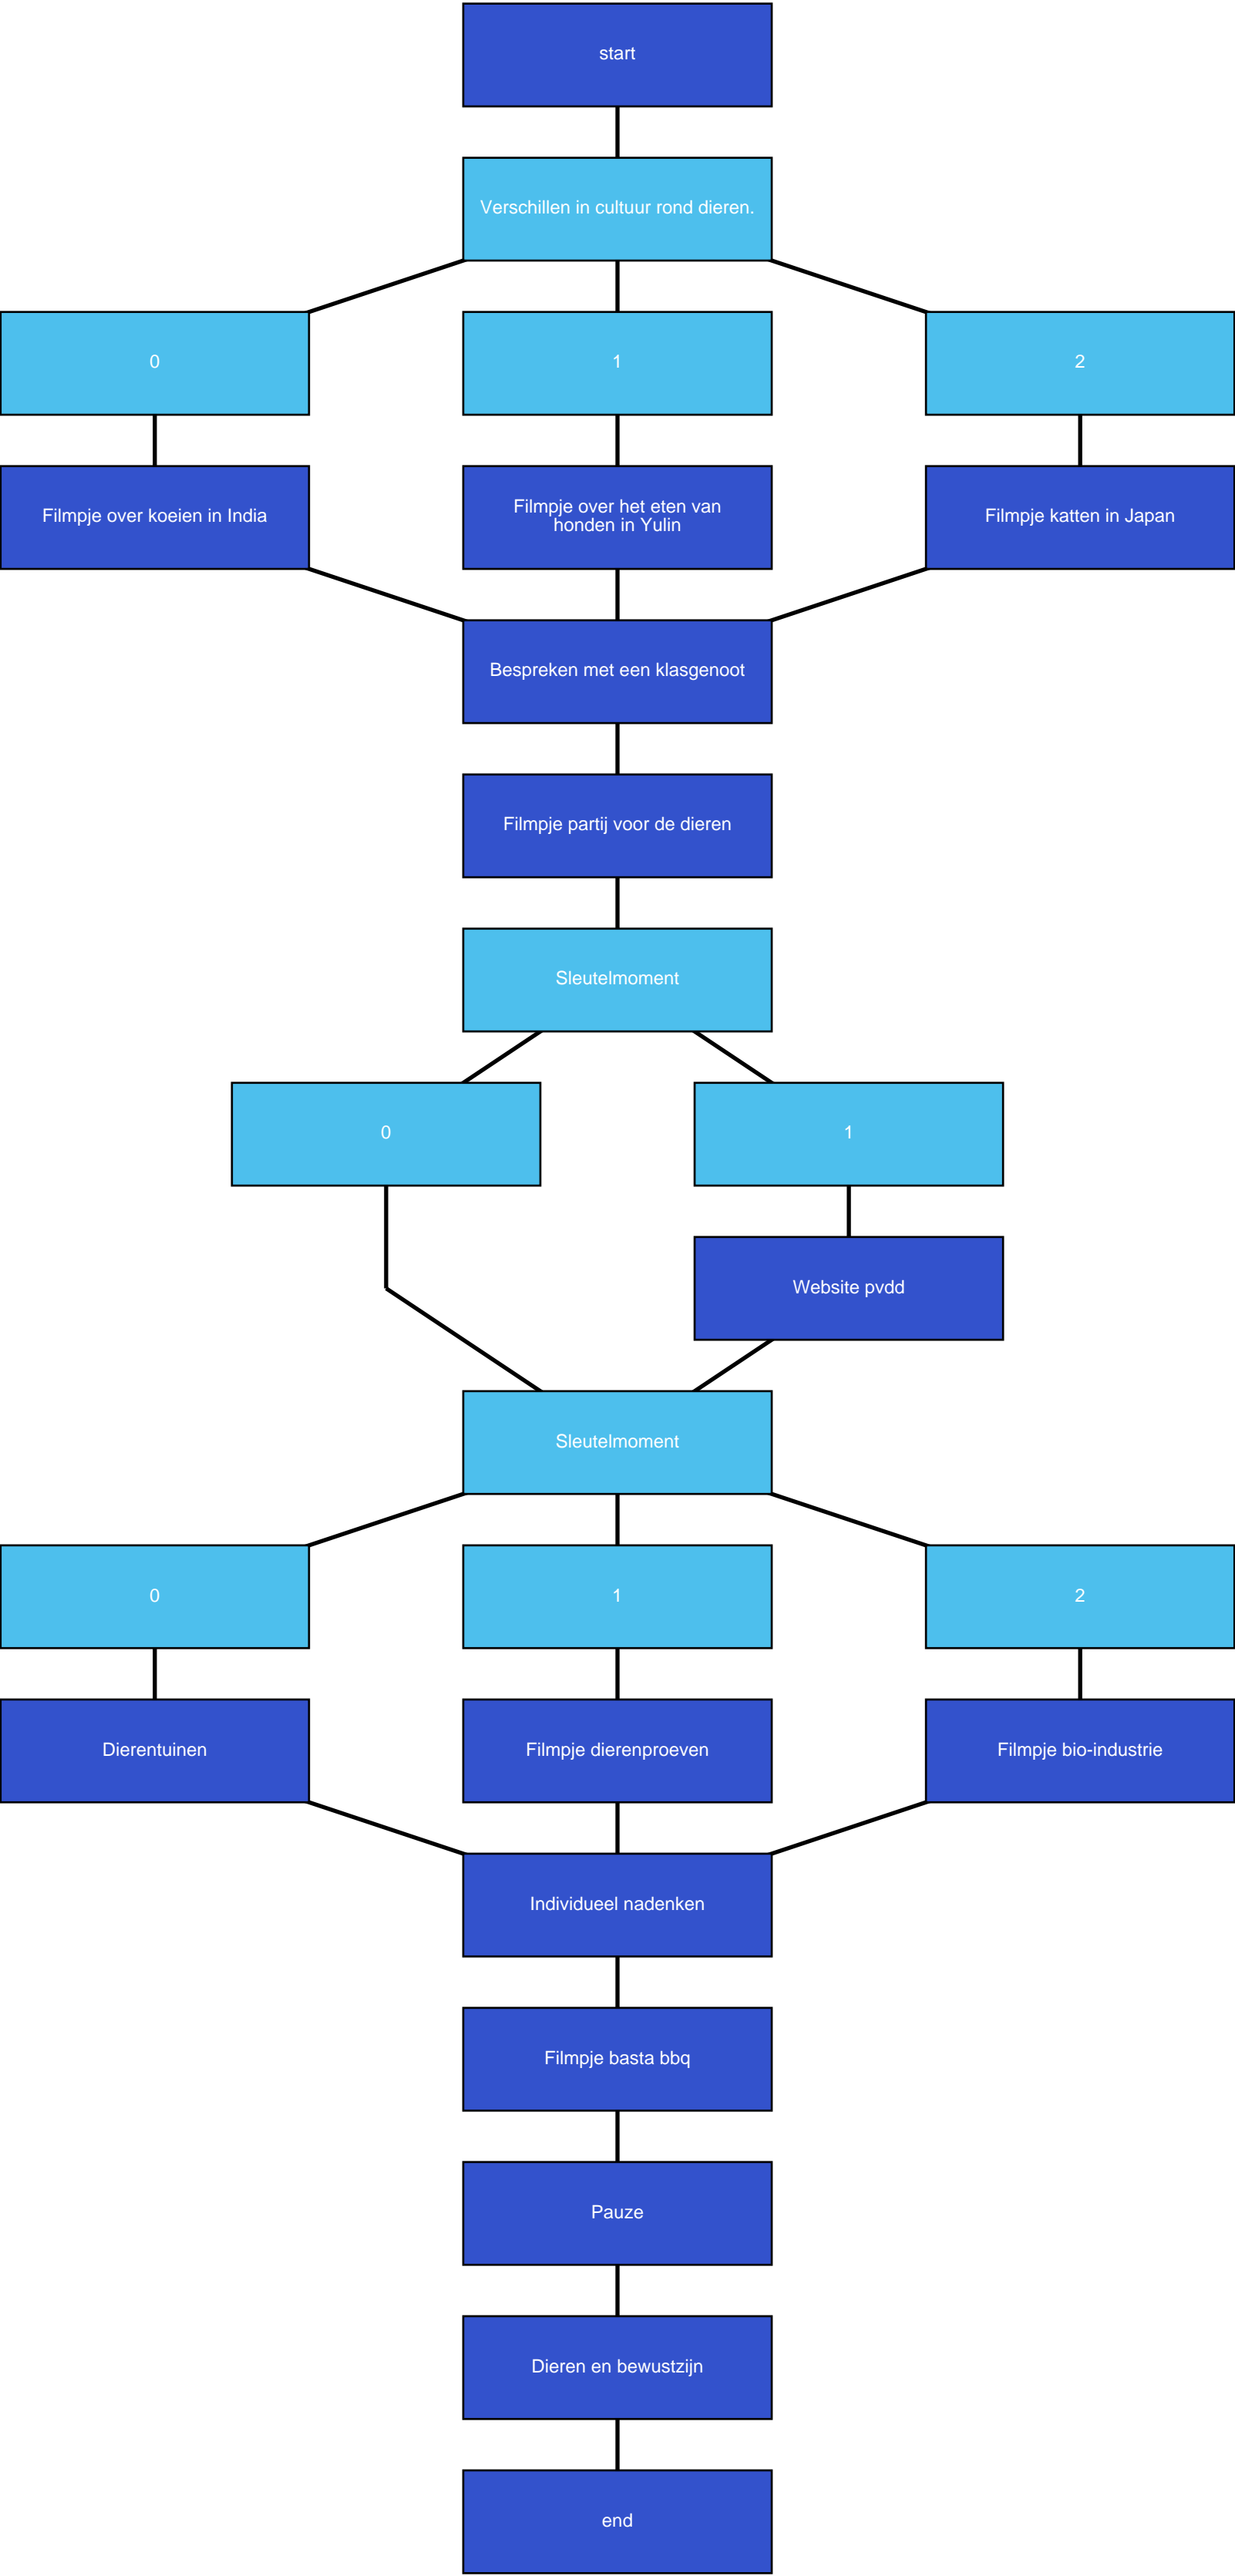 start
Verschillen in cultuur rond dieren.
0
1
2
Filmpje over koeien in India
Filmpje over het eten van
honden in Yulin
Filmpje katten in Japan
Bespreken met een klasgenoot
Filmpje partij voor de dieren
Sleutelmoment
0
1
Website pvdd
Sleutelmoment
0
1
2
Dierentuinen
Filmpje dierenproeven
Filmpje bio-industrie
Individueel nadenken
Filmpje basta bbq
Pauze
Dieren en bewustzijn
end